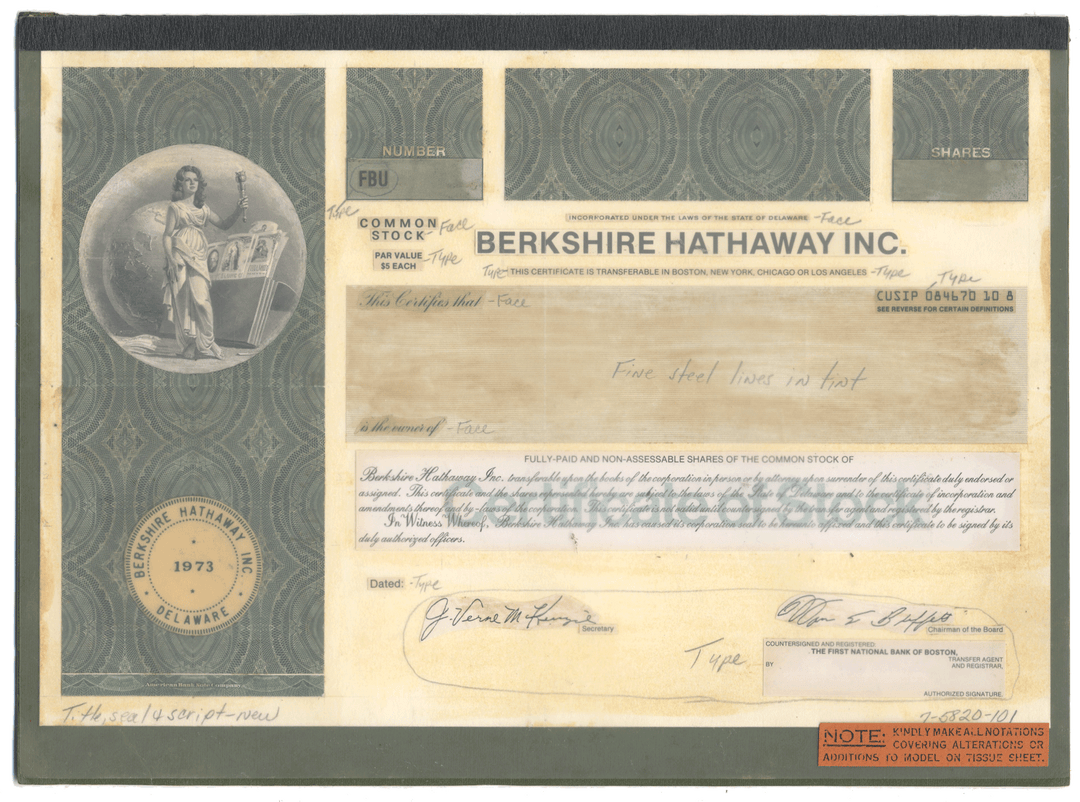 NUMBER
SHARES
FBU
Type
COMMON
STOCK
Face
PAR VALUE
$5 EACH
-Type
INCORPORATED UNDER THE LAWS OF THE STATE OF DELAWARE -Face
BERKSHIRE HATHAWAY INC.
Type- THIS CERTIFICATE IS TRANSFERABLE IN BOSTON, NEW YORK, CHICAGO OR LOS ANGELES -Type
Type
This Certifies that -Face
CUSIP 084670 10 8
SEE REVERSE FOR CERTAIN DEFINITIONS
Fine steel lines in tint
is the owner of -Face
FULLY-PAID AND NON-ASSESSABLE SHARES OF THE COMMON STOCK OF
Berkshire Hathaway Inc. transferable upon the books of the corporation in person or by attorney upon surrender of this certificate duly endorsed or
assigned. This certificate and the shares represented hereby are subject to the laws of the State of Delaware and to the certificate of incorporation and
amendments thereof and by-laws of the corporation. This certificate is not valid until countersigned by the transfer agent and registered by the registrar.
In Witness Whereof, Berkshire Hathaway Inc. has caused its corporation seal to be hereunto affixed and this certificate to be signed by its
duly authorized officers.
BERKSHIRE HATHAWAY INC.
1973
DELAWARE
Dated: -Type
J. Verne McKenzie
Secretary
Warren E Buffett
Chairman of the Board
Type
COUNTERSIGNED AND REGISTERED:
THE FIRST NATIONAL BANK OF BOSTON,
TRANSFER AGENT
AND REGISTRAR,
BY
AUTHORIZED SIGNATURE.
American Bank Note Company
Title, seal & script-new
7-6820-101
NOTE: KINDLY MAKE ALL NOTATIONS
COVERING ALTERATIONS OR
ADDITIONS TO MODEL ON TISSUE SHEET.